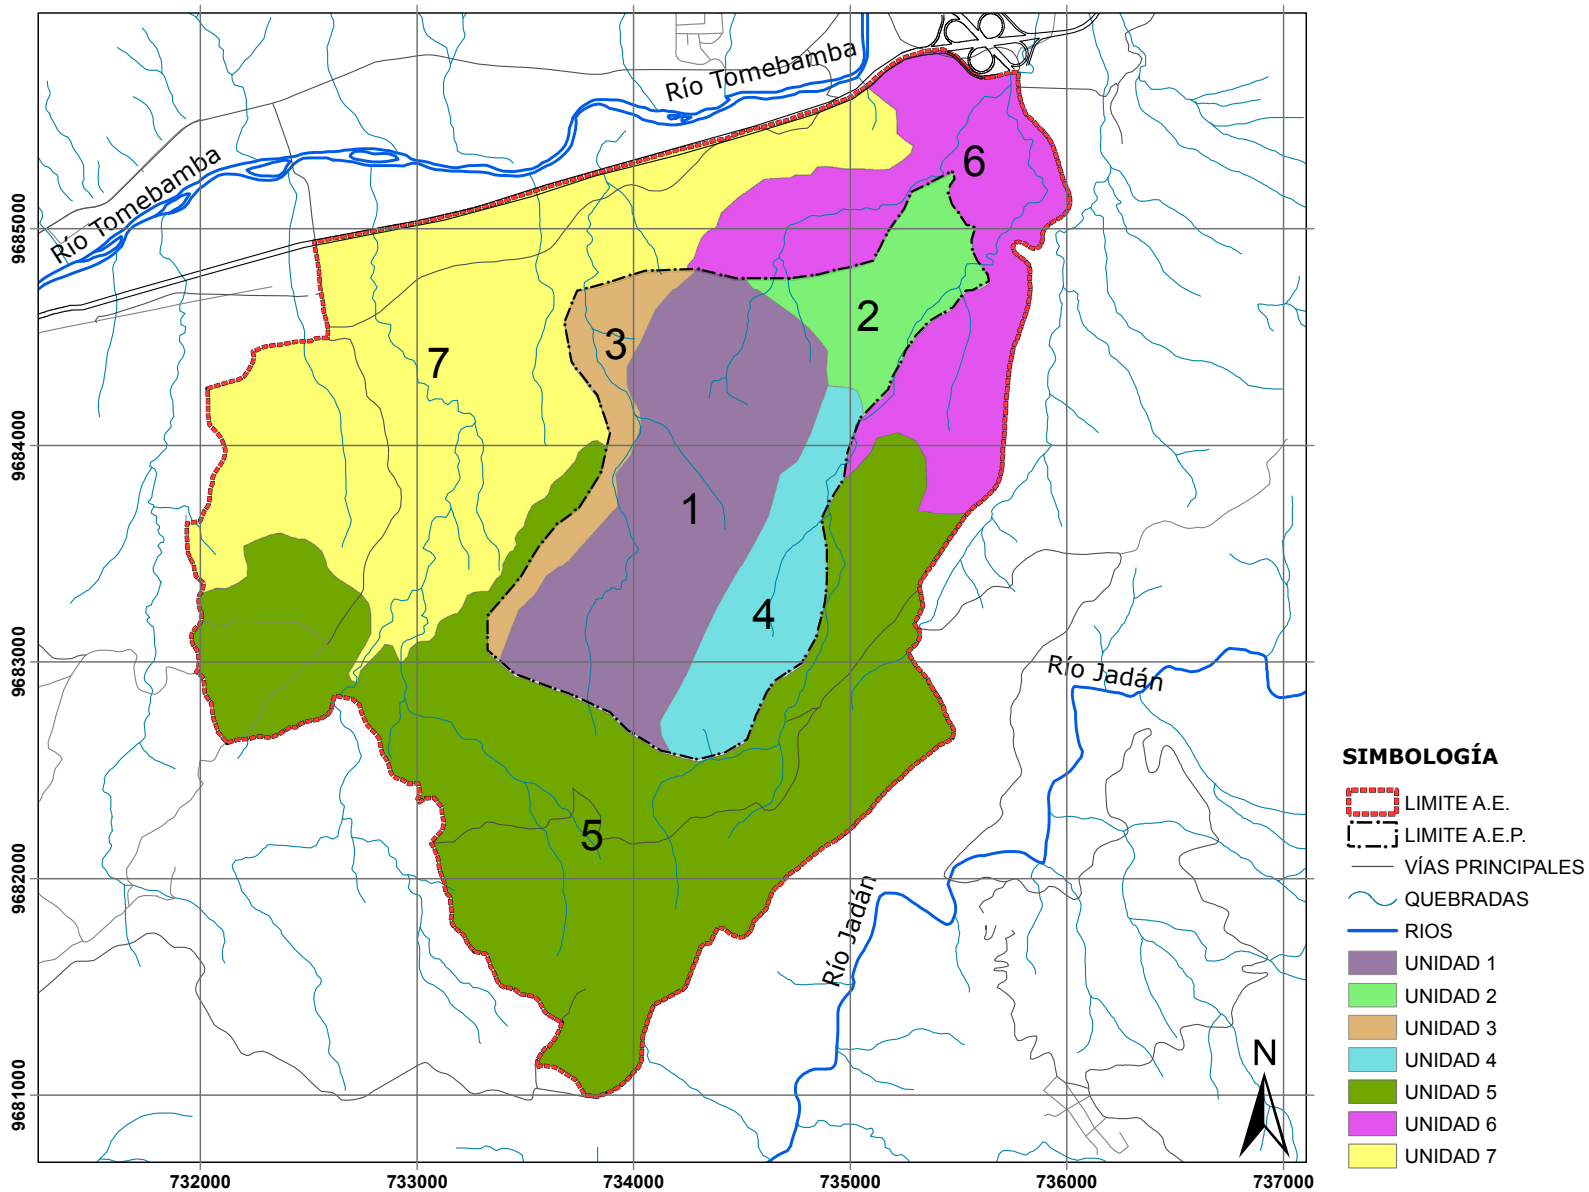 Río Tomebamba
Río Tomebamba
6
2
3
7
1
4
5
Río Jadán
Río Jadán
9685000
9684000
9683000
9682000
9681000
732000
733000
734000
735000
736000
737000
N
SIMBOLOGÍA
LIMITE A.E.
LIMITE A.E.P.
VÍAS PRINCIPALES
QUEBRADAS
RIOS
UNIDAD 1
UNIDAD 2
UNIDAD 3
UNIDAD 4
UNIDAD 5
UNIDAD 6
UNIDAD 7